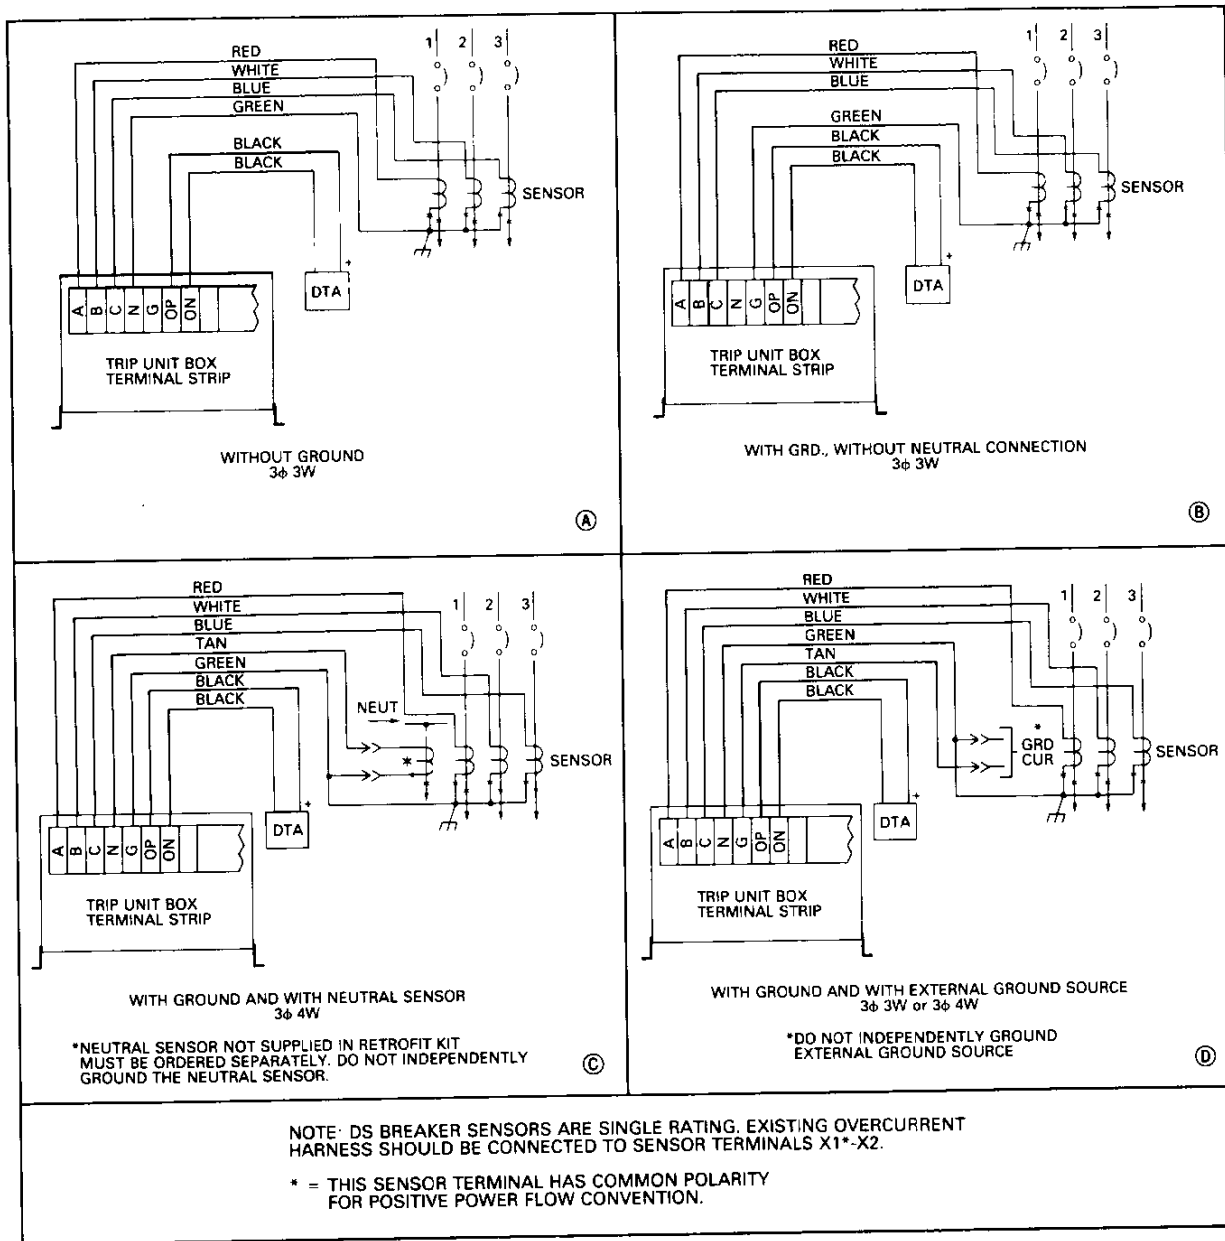 RED
WHITE
BLUE
GREEN
BLACK
BLACK
1 2 3
SENSOR
DTA
+
A B C N G OP ON
TRIP UNIT BOX
TERMINAL STRIP
WITHOUT GROUND
3ϕ 3W
Ⓐ
RED
WHITE
BLUE
GREEN
BLACK
BLACK
1 2 3
SENSOR
DTA
+
A B C N G OP ON
TRIP UNIT BOX
TERMINAL STRIP
WITH GRD., WITHOUT NEUTRAL CONNECTION
3ϕ 3W
Ⓑ
RED
WHITE
BLUE
TAN
GREEN
BLACK
BLACK
1 2 3
NEUT
*
SENSOR
DTA
+
A B C N G OP ON
TRIP UNIT BOX
TERMINAL STRIP
WITH GROUND AND WITH NEUTRAL SENSOR
3ϕ 4W
*NEUTRAL SENSOR NOT SUPPLIED IN RETROFIT KIT
MUST BE ORDERED SEPARATELY. DO NOT INDEPENDENTLY
GROUND THE NEUTRAL SENSOR.
Ⓒ
RED
WHITE
BLUE
GREEN
TAN
BLACK
BLACK
1 2 3
*
GRD
CUR
SENSOR
DTA
+
A B C N G OP ON
TRIP UNIT BOX
TERMINAL STRIP
WITH GROUND AND WITH EXTERNAL GROUND SOURCE
3ϕ 3W or 3ϕ 4W
*DO NOT INDEPENDENTLY GROUND
EXTERNAL GROUND SOURCE
Ⓓ
NOTE: DS BREAKER SENSORS ARE SINGLE RATING. EXISTING OVERCURRENT
HARNESS SHOULD BE CONNECTED TO SENSOR TERMINALS X1*-X2.
* = THIS SENSOR TERMINAL HAS COMMON POLARITY
FOR POSITIVE POWER FLOW CONVENTION.